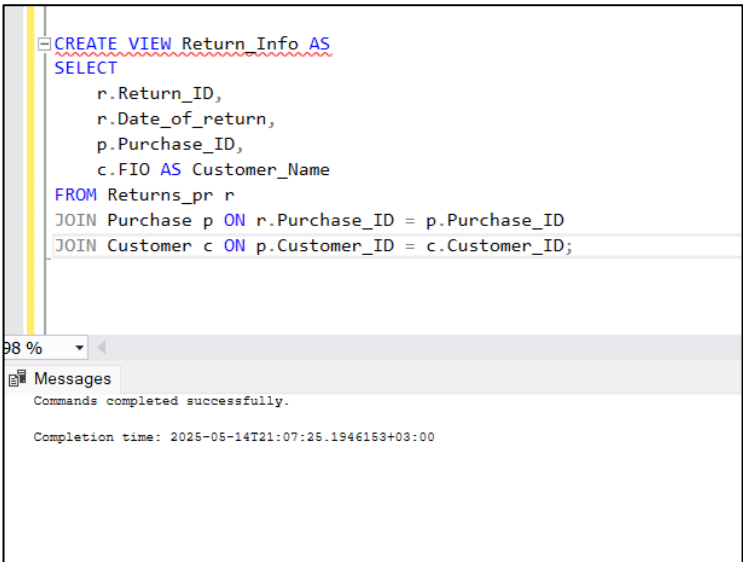 CREATE VIEW Return_Info AS
SELECT
    r.Return_ID,
    r.Date_of_return,
    p.Purchase_ID,
    c.FIO AS Customer_Name
FROM Returns_pr r
JOIN Purchase p ON r.Purchase_ID = p.Purchase_ID
JOIN Customer c ON p.Customer_ID = c.Customer_ID;
98 %
Messages
Commands completed successfully.
Completion time: 2025-05-14T21:07:25.1946153+03:00